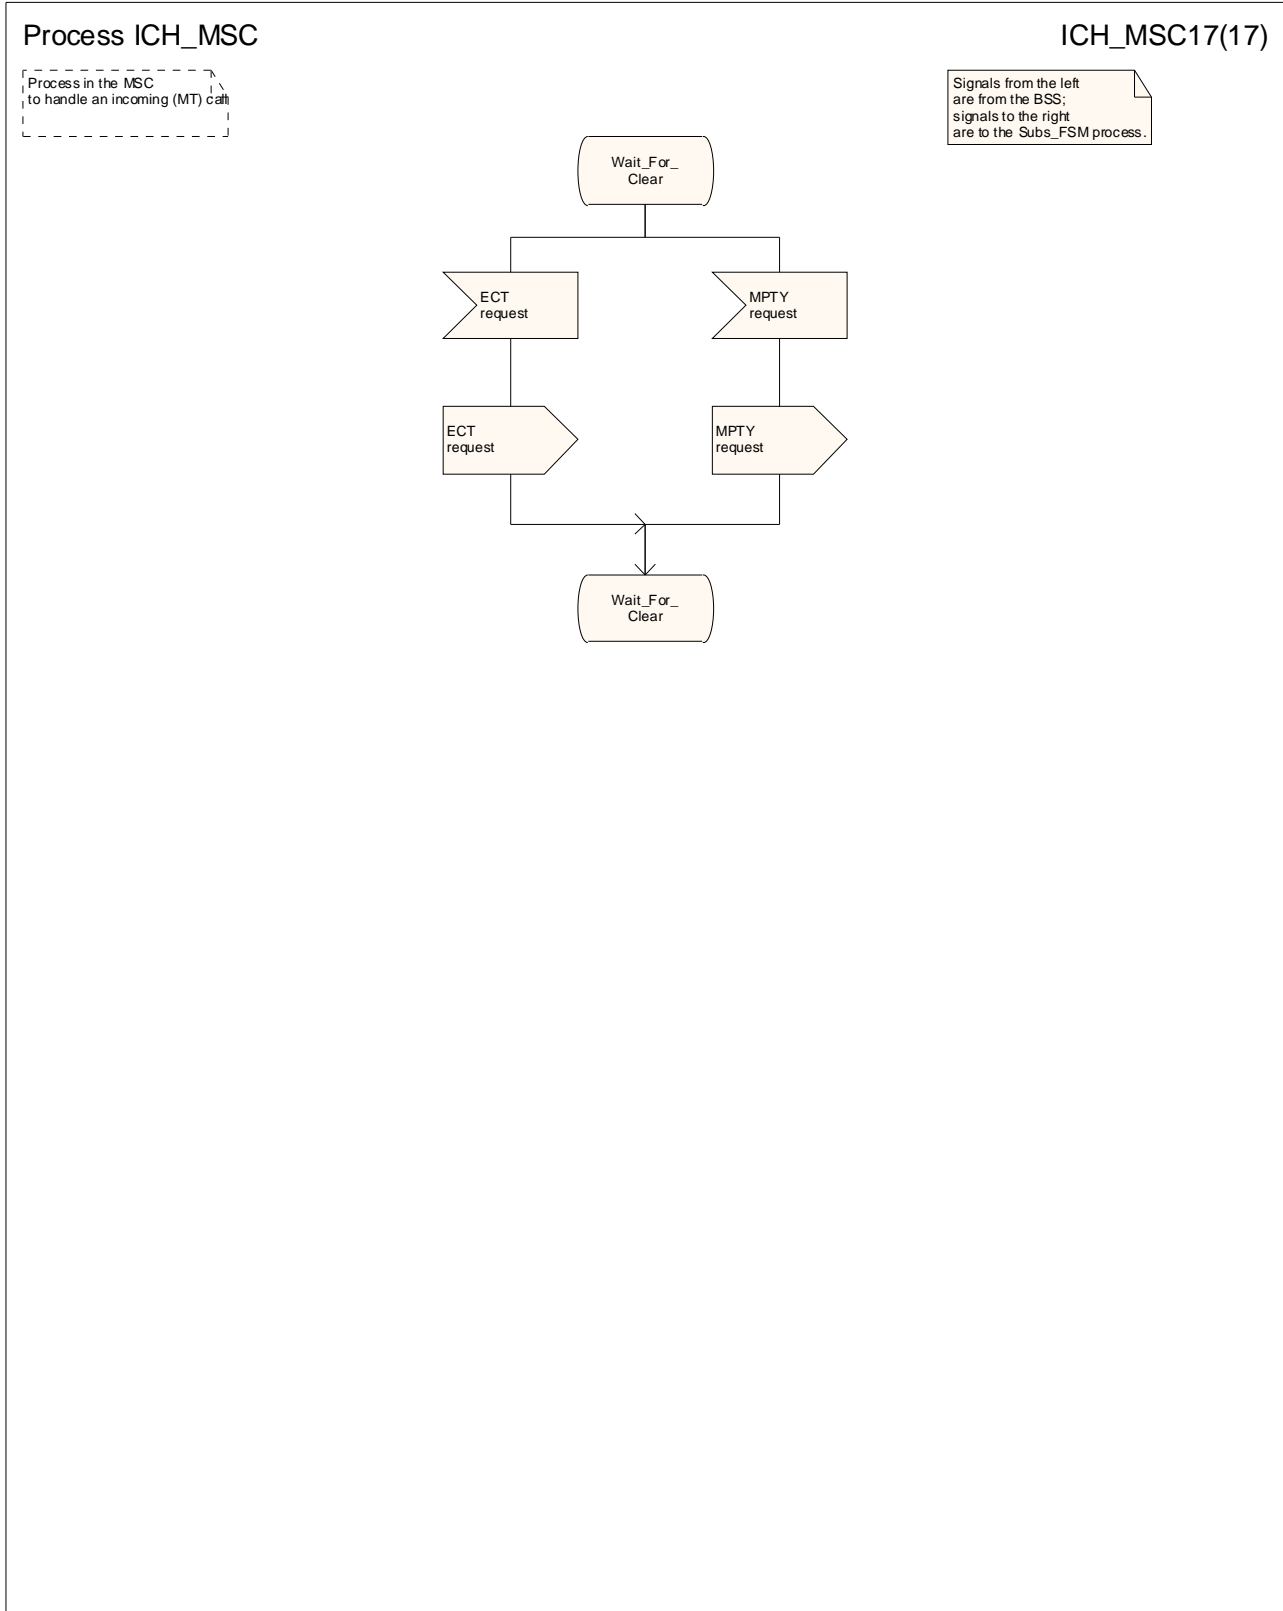 Process ICH_MSC
ICH_MSC17(17)
Process in the MSC
to handle an incoming (MT) call
Signals from the left
are from the BSS;
signals to the right
are to the Subs_FSM process.
Wait_For_
Clear
ECT
request
MPTY
request
ECT
request
MPTY
request
Wait_For_
Clear